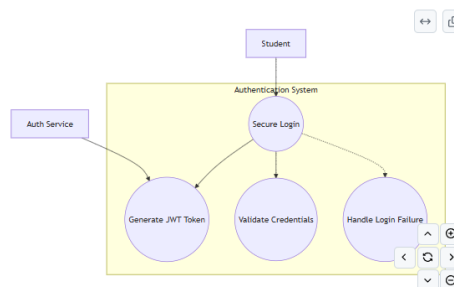 Student
Authentication System
Auth Service
Secure Login
Generate JWT Token
Validate Credentials
Handle Login Failure